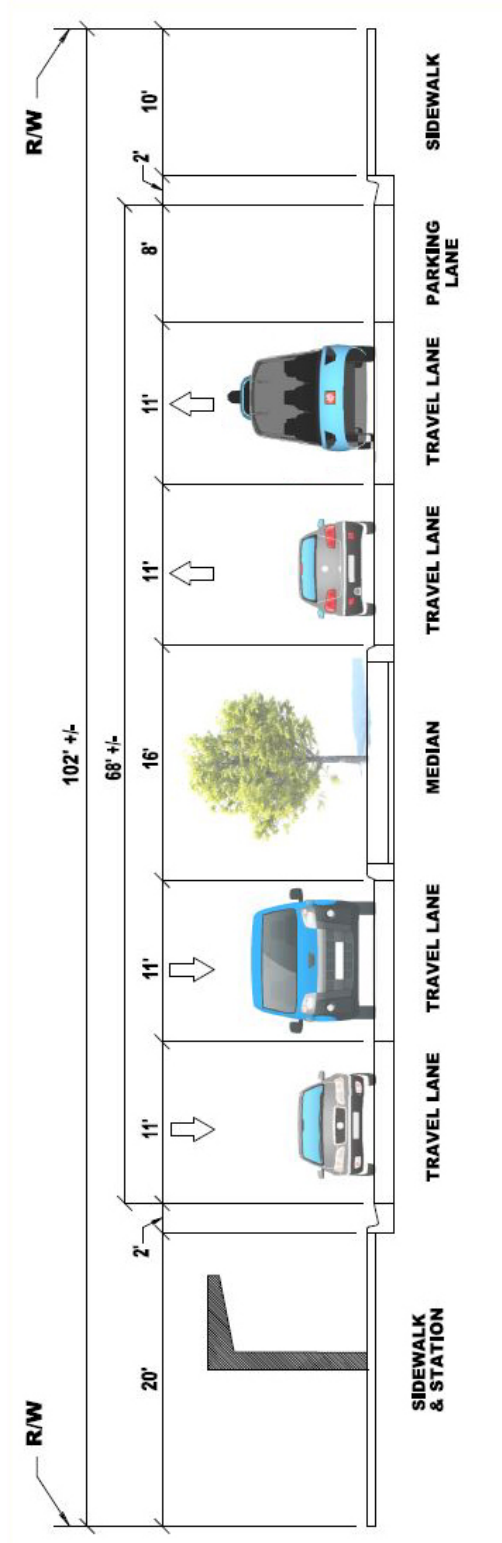 R/W
R/W
102' +/-
68' +/-
20'
2'
11'
11'
16'
11'
11'
8'
2'
10'
SIDEWALK
& STATION
TRAVEL LANE
TRAVEL LANE
MEDIAN
TRAVEL LANE
TRAVEL LANE
PARKING
LANE
SIDEWALK